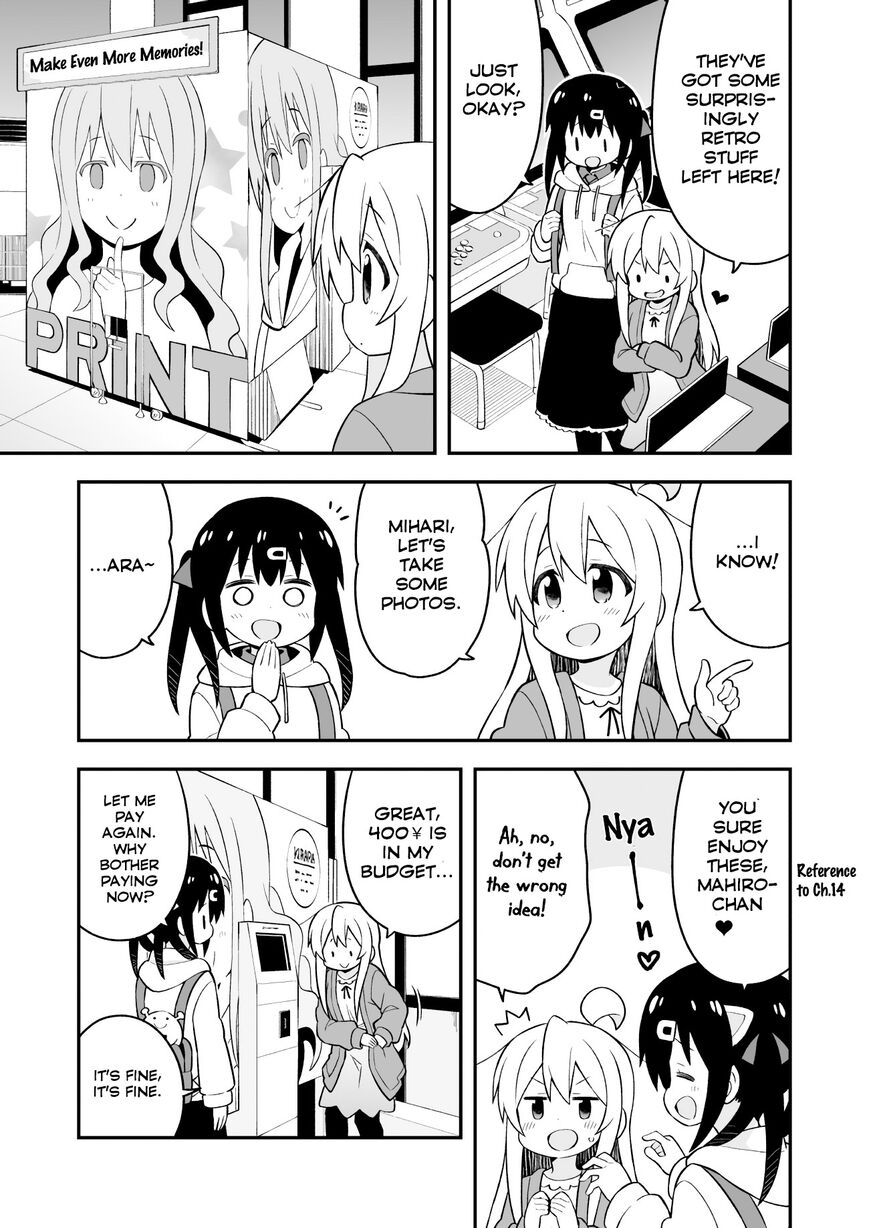 THEY'VE
GOT SOME
SURPRIS-
INGLY
RETRO
STUFF
LEFT HERE!
JUST
LOOK,
OKAY?
Make Even More Memories!
PRINT
...I
KNOW!
MIHARI,
LET'S
TAKE
SOME
PHOTOS.
...ARA~
YOU
SURE
ENJOY
THESE,
MAHIRO-
CHAN
♥
Reference
to Ch.14
Nya
n♡
Ah, no,
don't get
the wrong
idea!
GREAT,
400¥ IS
IN MY
BUDGET...
LET ME
PAY
AGAIN.
WHY
BOTHER
PAYING
NOW?
IT'S FINE,
IT'S FINE.